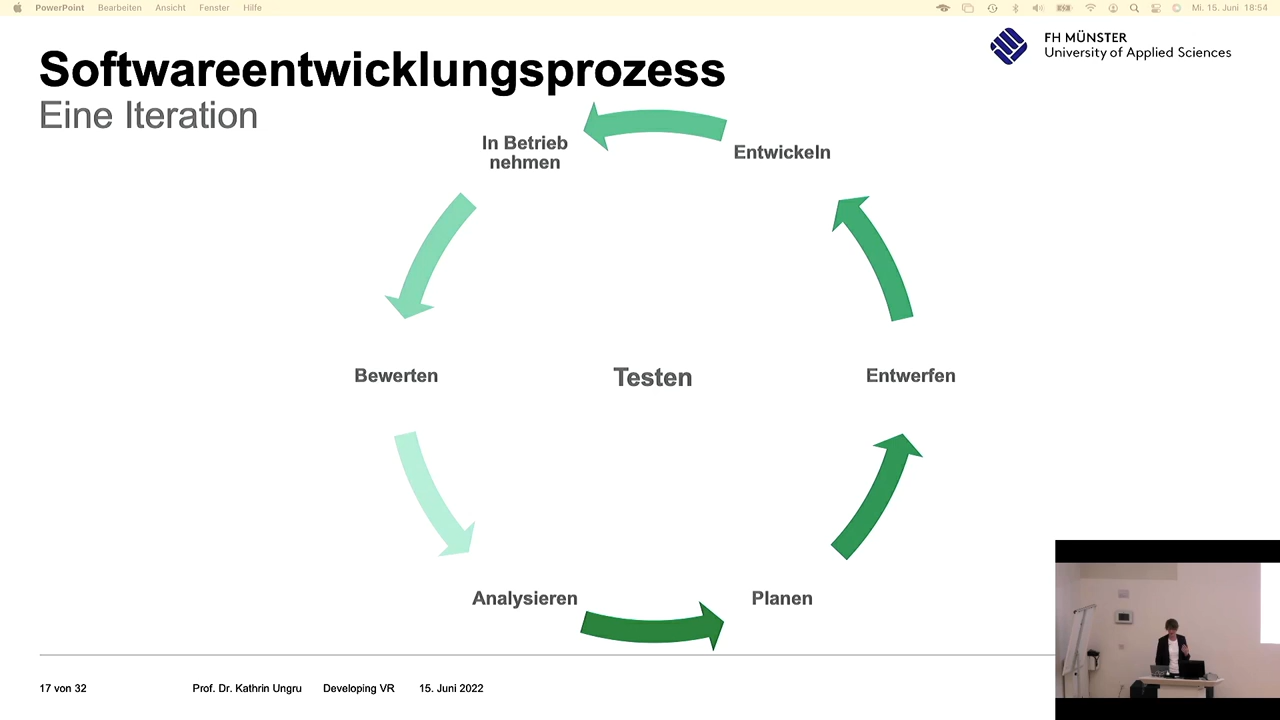 PowerPoint Bearbeiten Ansicht Fenster Hilfe Mi. 15. Juni 18:54
Softwareentwicklungsprozess
Eine Iteration
FH MÜNSTER
University of Applied Sciences
In Betrieb
nehmen
Entwickeln
Bewerten
Testen
Entwerfen
Analysieren
Planen
17 von 32 Prof. Dr. Kathrin Ungru Developing VR 15. Juni 2022